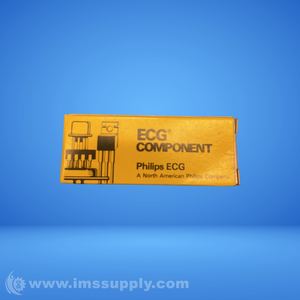 ECG®
COMPONENT
Philips ECG
A North American Philips Company
© www.imssupply.com